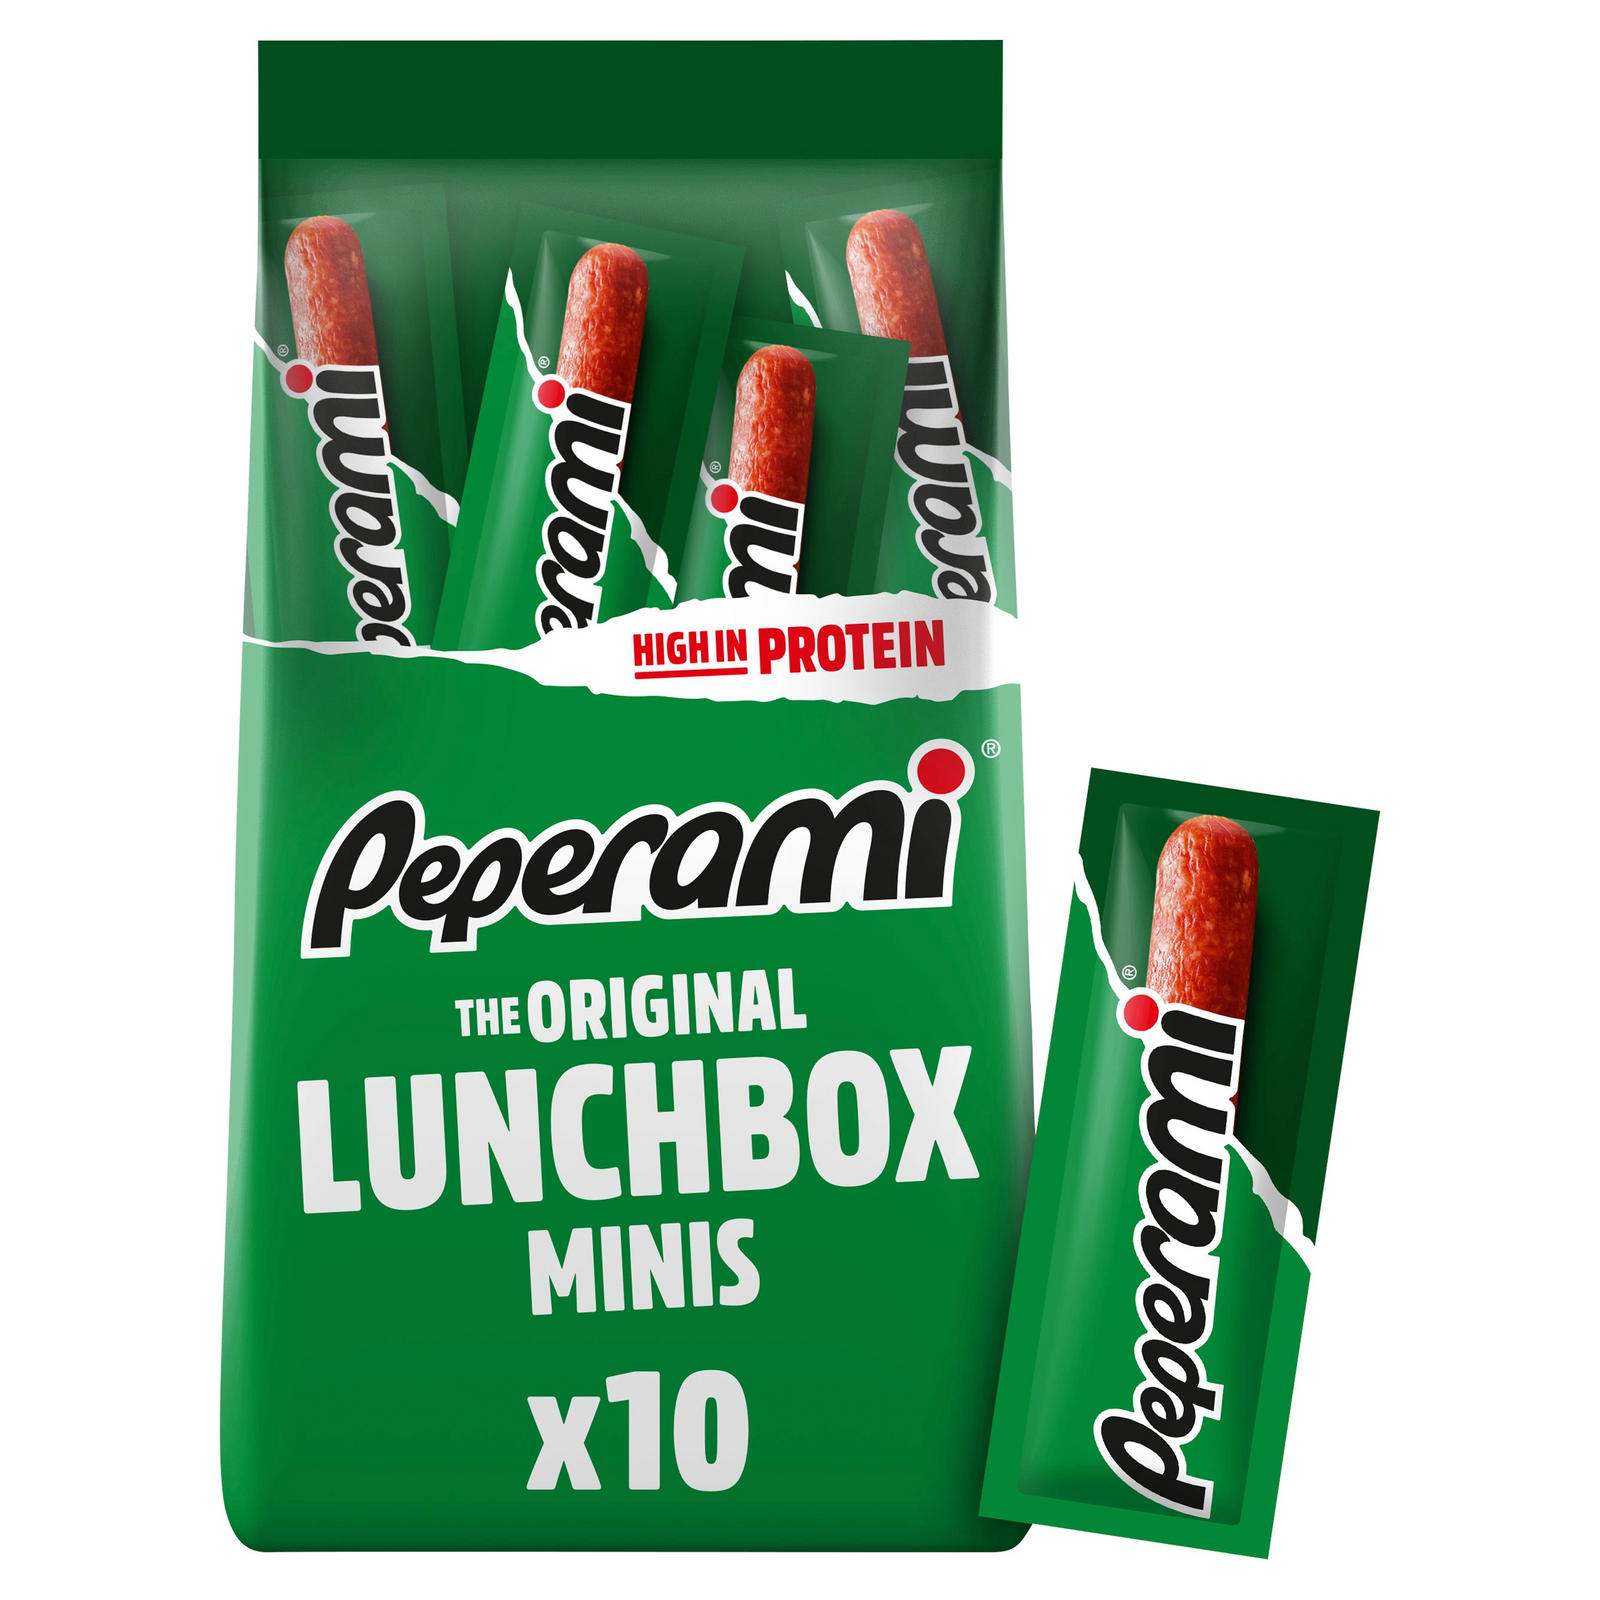 HIGH IN PROTEIN
Peperami®
THE ORIGINAL
LUNCHBOX
MINIS
x10
Peperami®